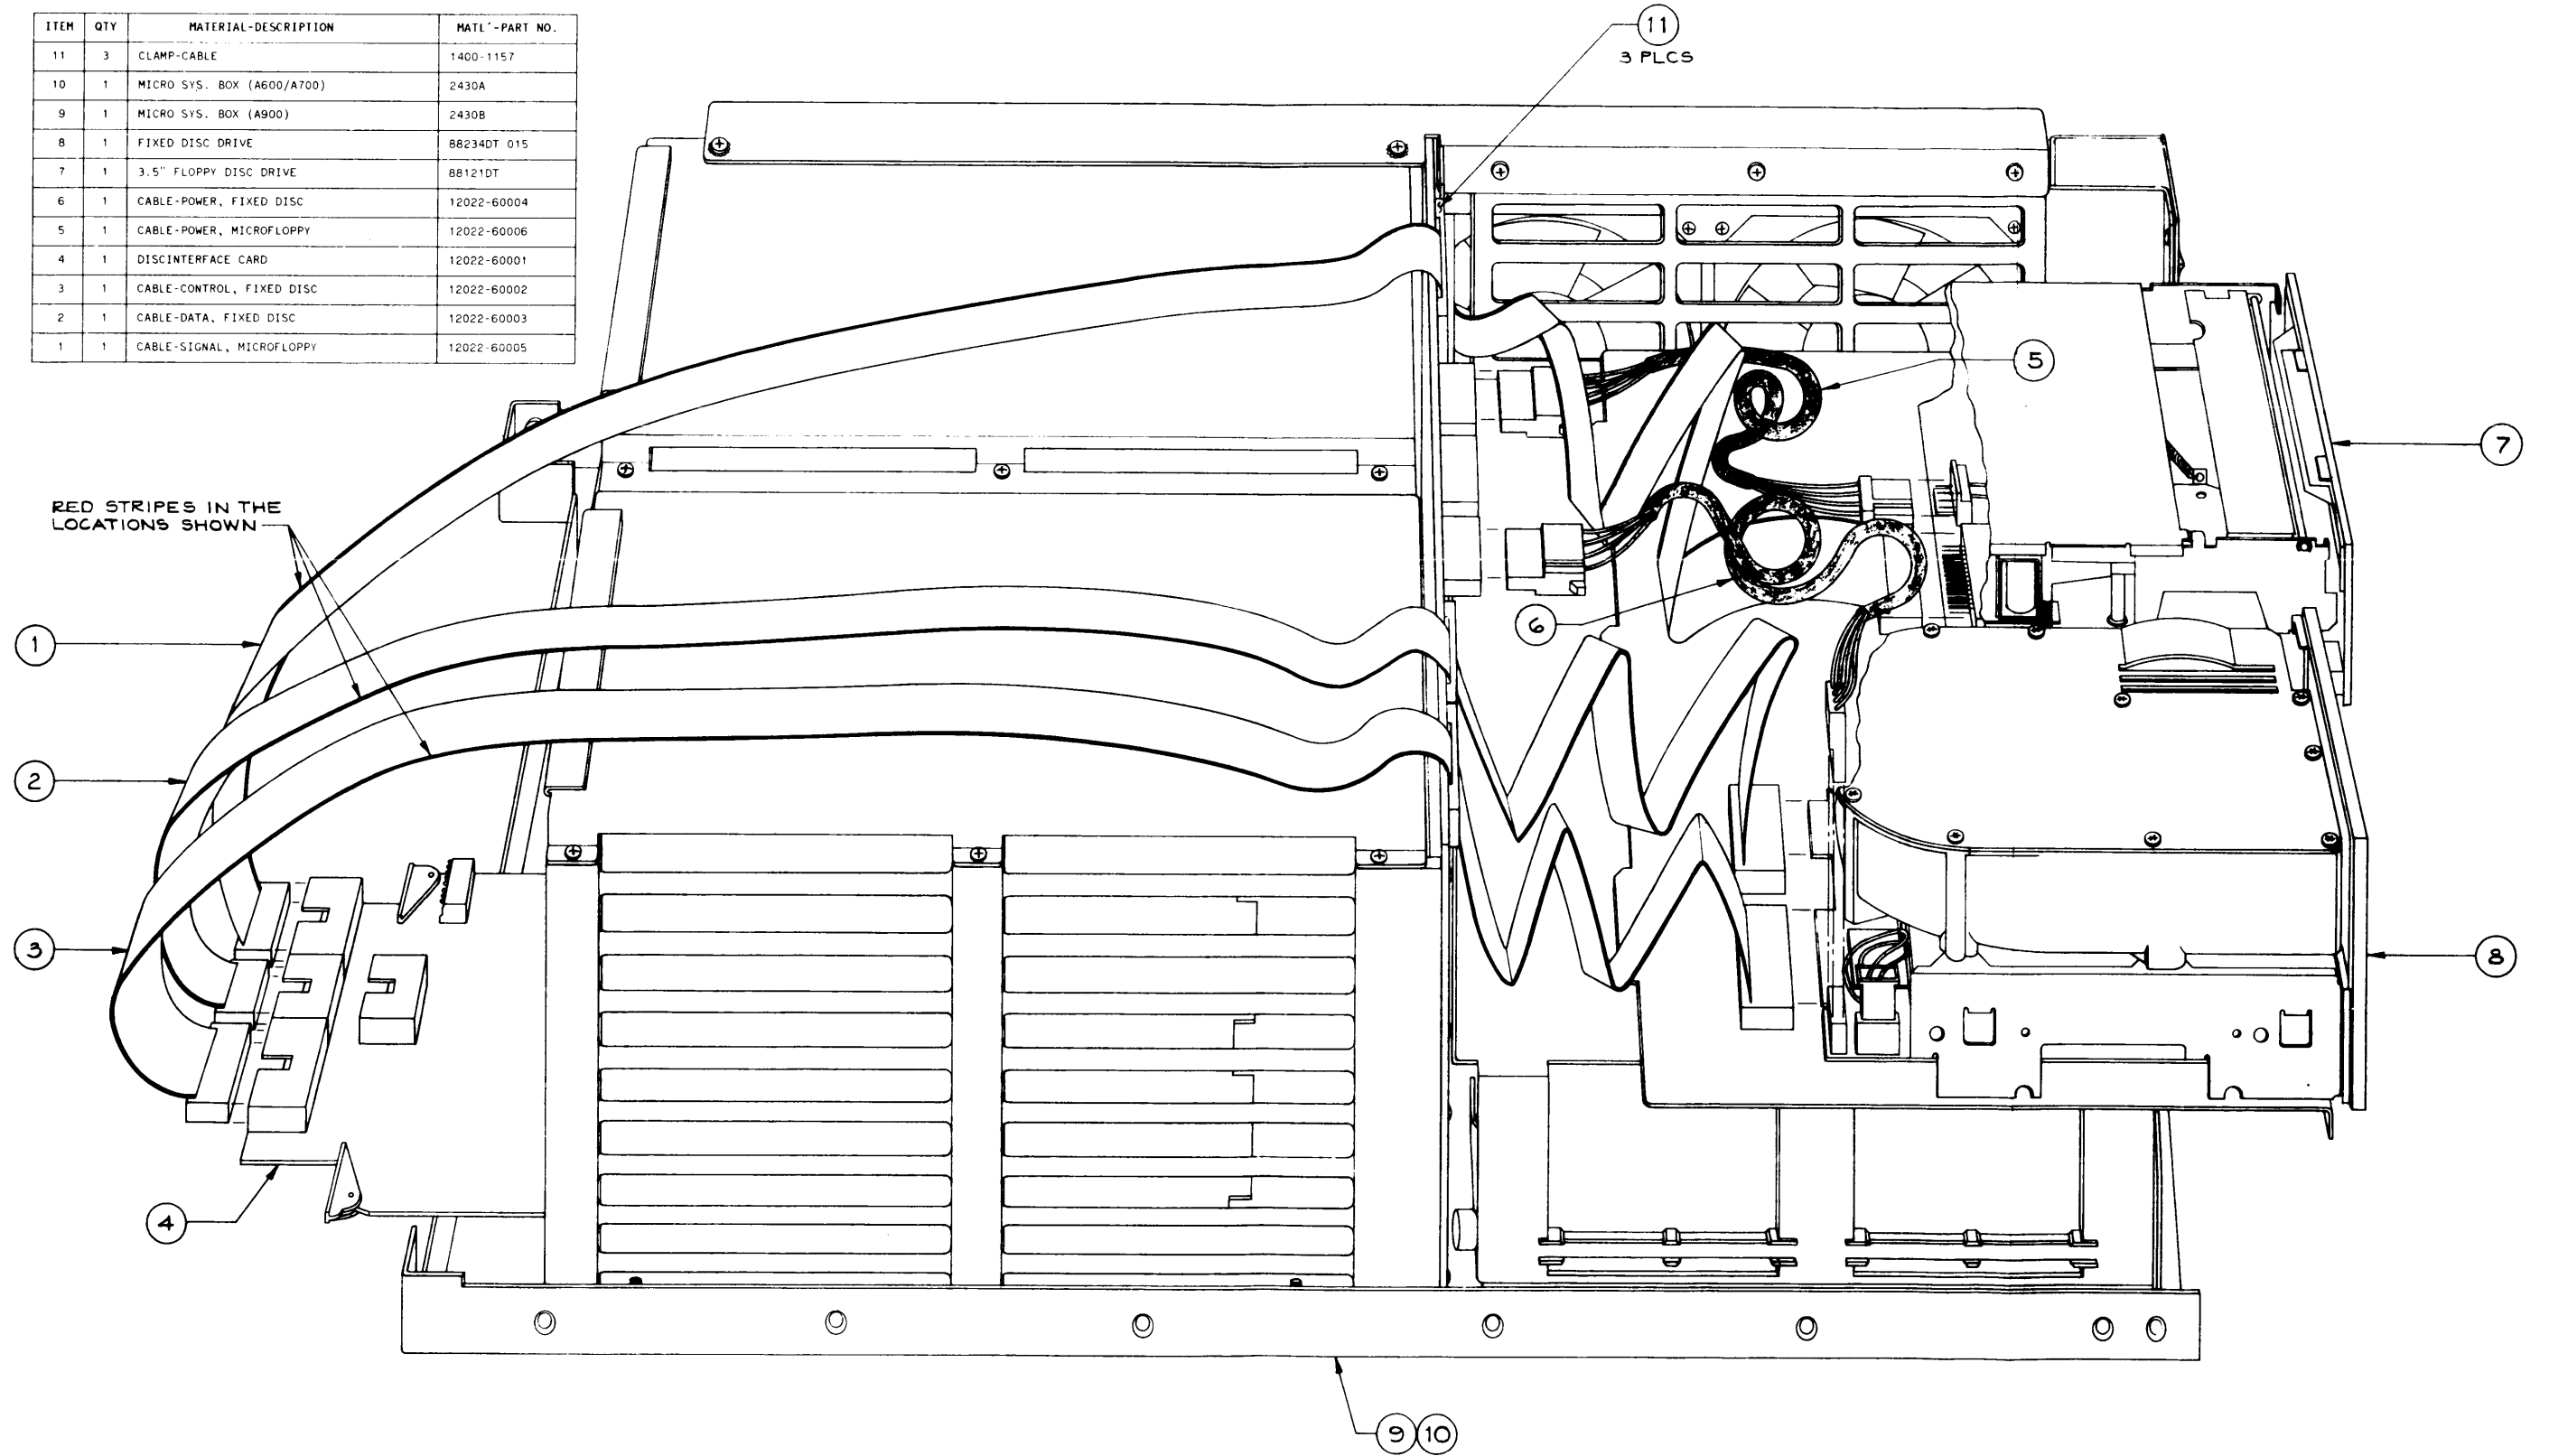 ITEM QTY MATERIAL-DESCRIPTION MATL'-PART NO.
11 3 CLAMP-CABLE 1400-1157
10 1 MICRO SYS. BOX (A600/A700) 2430A
9 1 MICRO SYS. BOX (A900) 2430B
8 1 FIXED DISC DRIVE 88234DT 015
7 1 3.5" FLOPPY DISC DRIVE 88121DT
6 1 CABLE-POWER, FIXED DISC 12022-60004
5 1 CABLE-POWER, MICROFLOPPY 12022-60006
4 1 DISCINTERFACE CARD 12022-60001
3 1 CABLE-CONTROL, FIXED DISC 12022-60002
2 1 CABLE-DATA, FIXED DISC 12022-60003
1 1 CABLE-SIGNAL, MICROFLOPPY 12022-60005
11
3 PLCS
5
7
RED STRIPES IN THE
LOCATIONS SHOWN
6
1
2
3
8
4
9 10